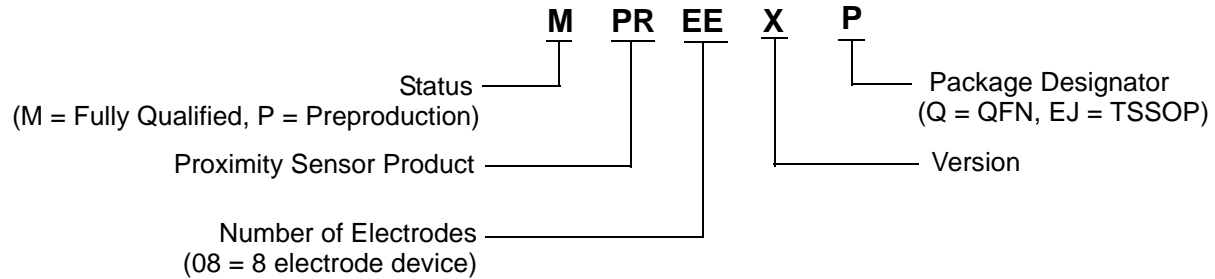 M PR EE X P
Status
(M = Fully Qualified, P = Preproduction)
Package Designator
(Q = QFN, EJ = TSSOP)
Proximity Sensor Product
Version
Number of Electrodes
(08 = 8 electrode device)